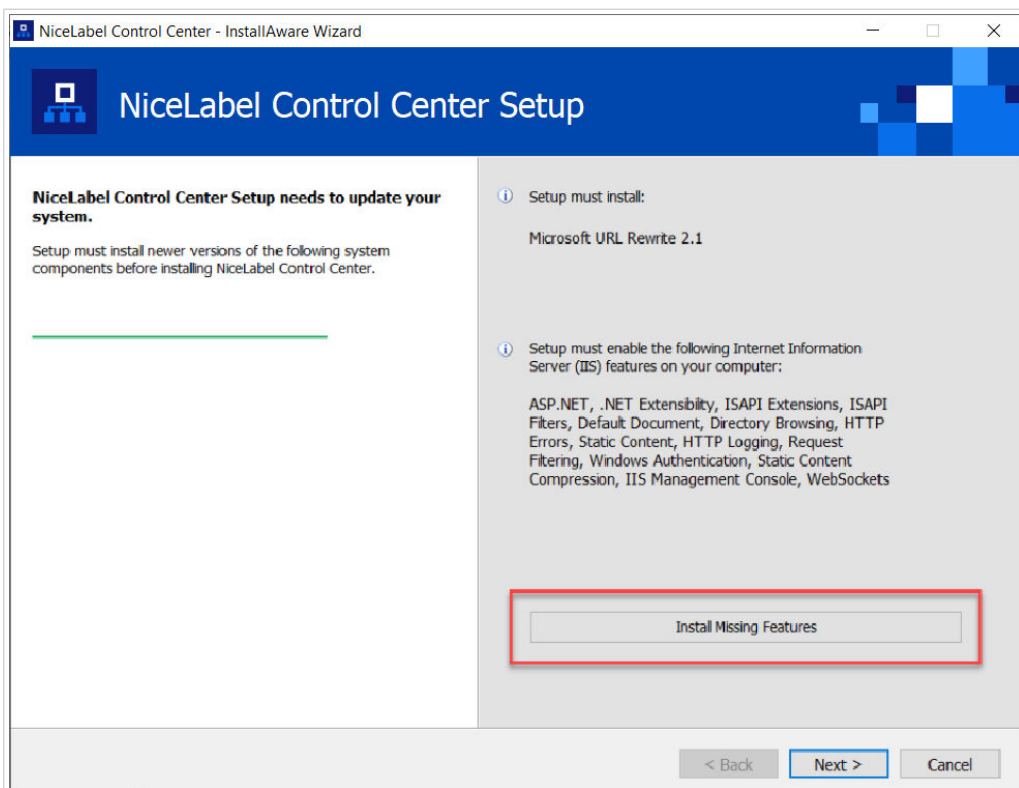 NiceLabel Control Center - InstallAware Wizard
NiceLabel Control Center Setup
NiceLabel Control Center Setup needs to update your
system.
Setup must install newer versions of the following system
components before installing NiceLabel Control Center.
Setup must install:
Microsoft URL Rewrite 2.1
Setup must enable the following Internet Information
Server (IIS) features on your computer:
ASP.NET, .NET Extensibilty, ISAPI Extensions, ISAPI
Filters, Default Document, Directory Browsing, HTTP
Errors, Static Content, HTTP Logging, Request
Filtering, Windows Authentication, Static Content
Compression, IIS Management Console, WebSockets
Install Missing Features
< Back Next > Cancel